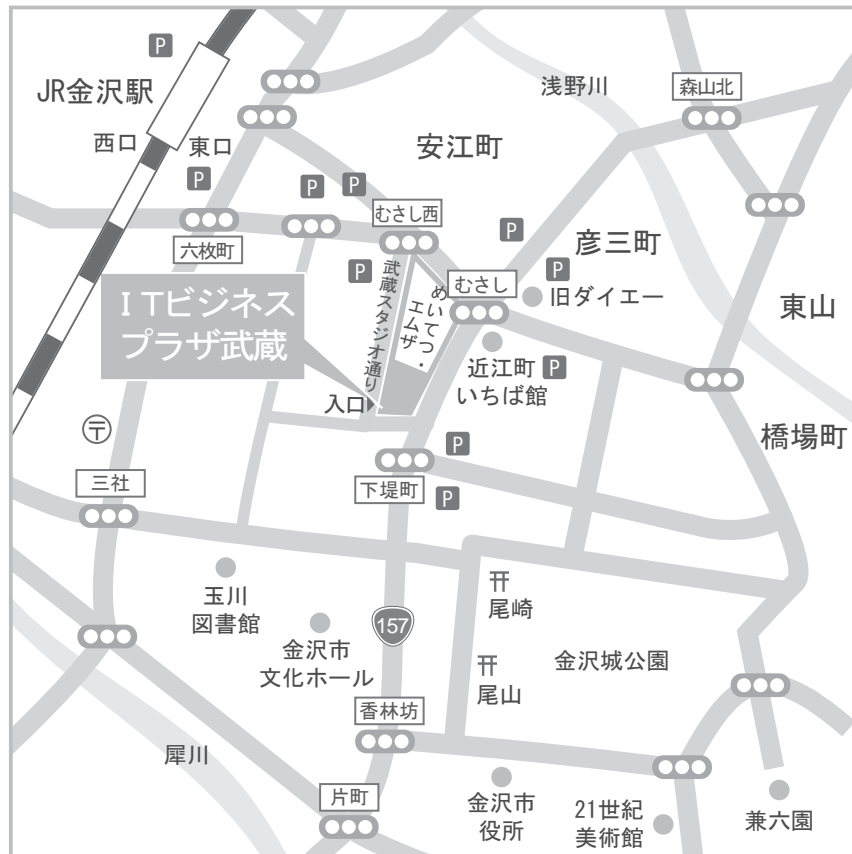 P
JR金沢駅
浅野川
森山北
西口
東口
安江町
P
P
P
むさし西
P
六枚町
彦三町
P
P
めいてつ・
エムザ
武蔵スタジオ通り
むさし
旧ダイエー
東山
ITビジネス
プラザ武蔵
近江町
いちば館
P
入口
橋場町
〒
P
三社
下堤町
P
玉川
図書館
尾崎
157
金沢市
文化ホール
金沢城公園
尾山
香林坊
犀川
片町
金沢市
役所
21世紀
美術館
兼六園